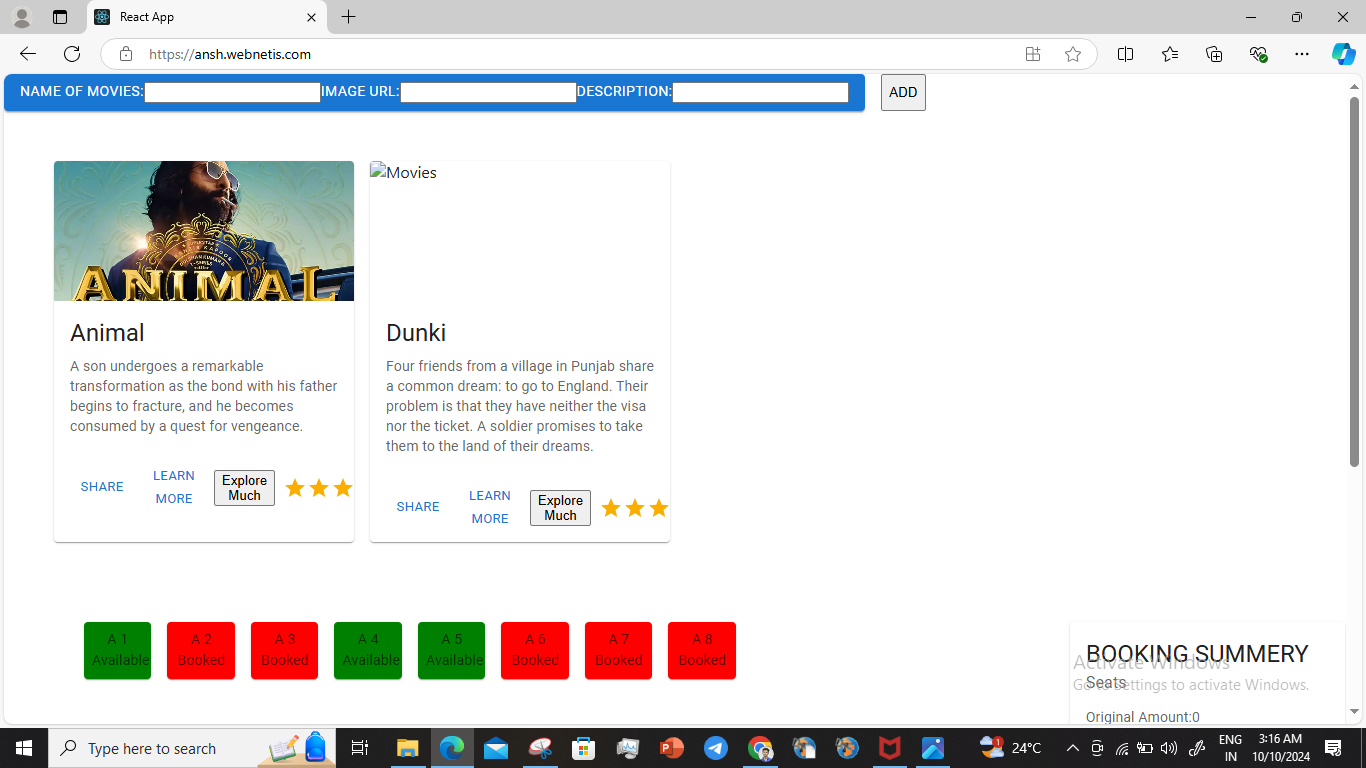 React App
https://ansh.webnetis.com
NAME OF MOVIES: IMAGE URL: DESCRIPTION: ADD
Movies
ANIMAL
Animal
A son undergoes a remarkable
transformation as the bond with his father
begins to fracture, and he becomes
consumed by a quest for vengeance.
SHARE
LEARN
MORE
Explore
Much
Dunki
Four friends from a village in Punjab share
a common dream: to go to England. Their
problem is that they have neither the visa
nor the ticket. A soldier promises to take
them to the land of their dreams.
SHARE
LEARN
MORE
Explore
Much
A 1
Available
A 2
Booked
A 3
Booked
A 4
Available
A 5
Available
A 6
Booked
A 7
Booked
A 8
Booked
BOOKING SUMMERY
Seats
Original Amount:0
Activate Windows
Go to Settings to activate Windows.
Type here to search
1
24°C
ENG
IN
3:16 AM
10/10/2024